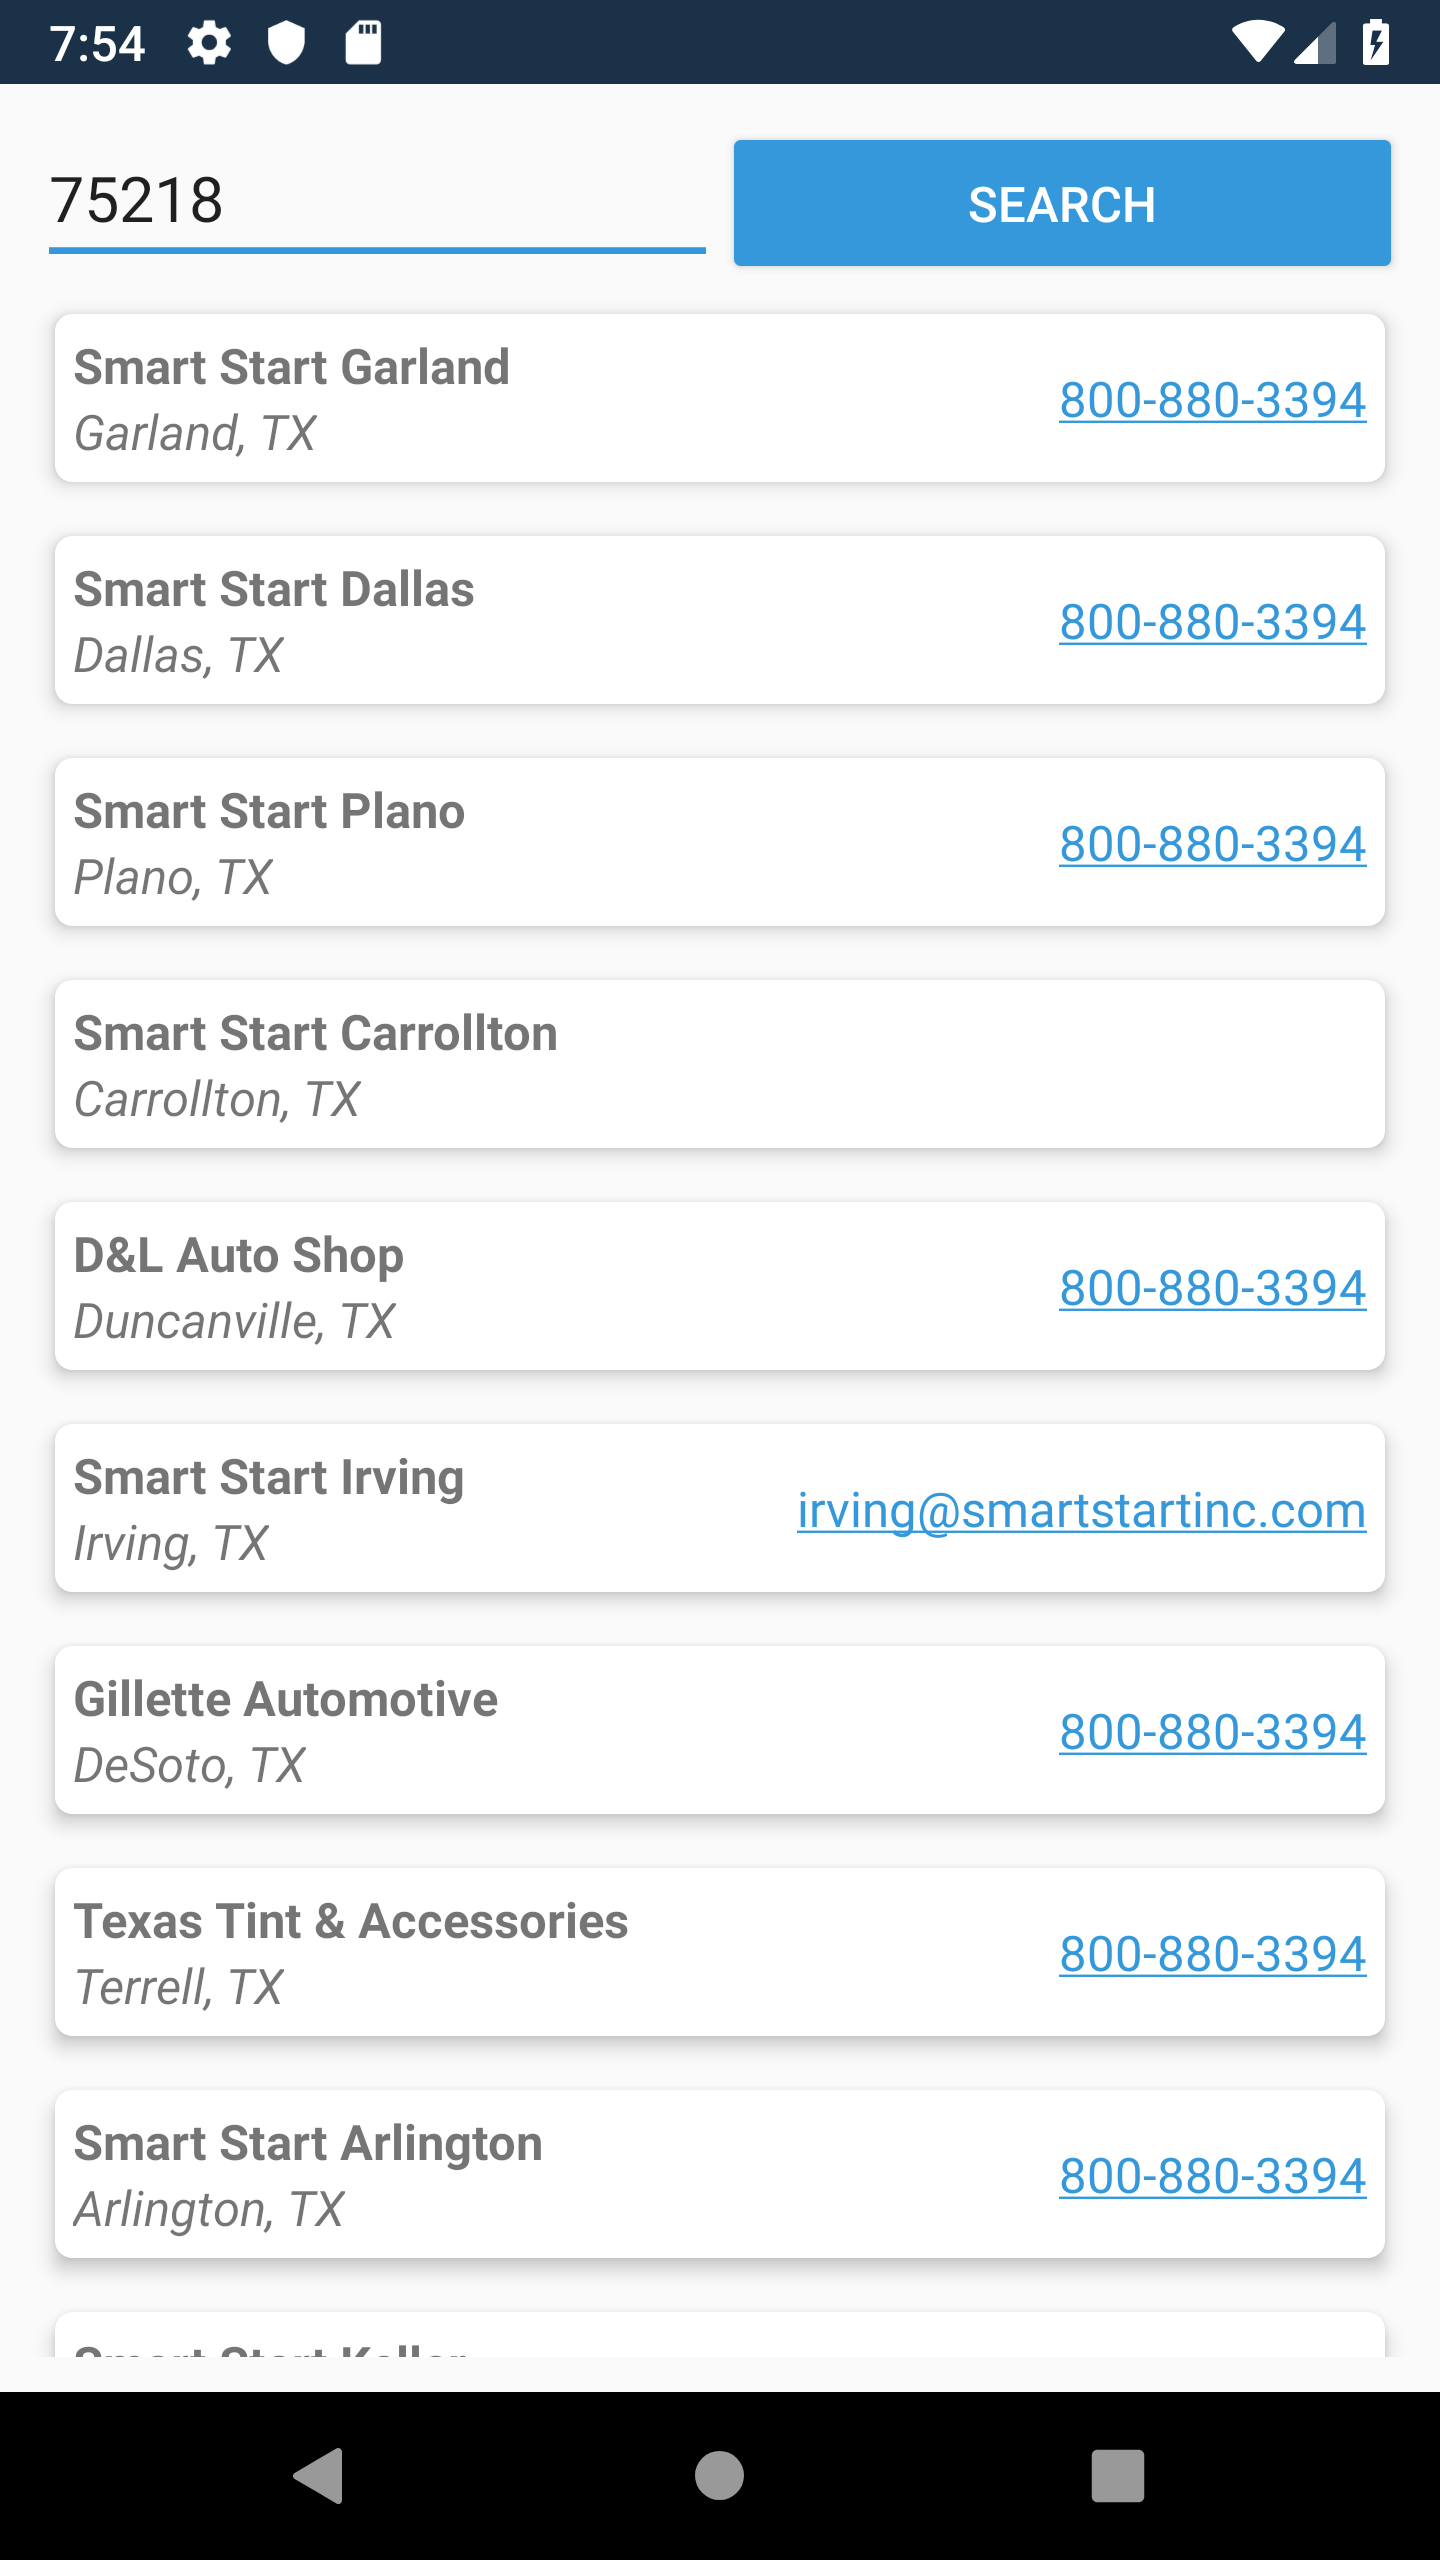 7:54
75218
SEARCH
Smart Start Garland
Garland, TX
800-880-3394
Smart Start Dallas
Dallas, TX
800-880-3394
Smart Start Plano
Plano, TX
800-880-3394
Smart Start Carrollton
Carrollton, TX
D&L Auto Shop
Duncanville, TX
800-880-3394
Smart Start Irving
Irving, TX
irving@smartstartinc.com
Gillette Automotive
DeSoto, TX
800-880-3394
Texas Tint & Accessories
Terrell, TX
800-880-3394
Smart Start Arlington
Arlington, TX
800-880-3394
Smart Start Keller